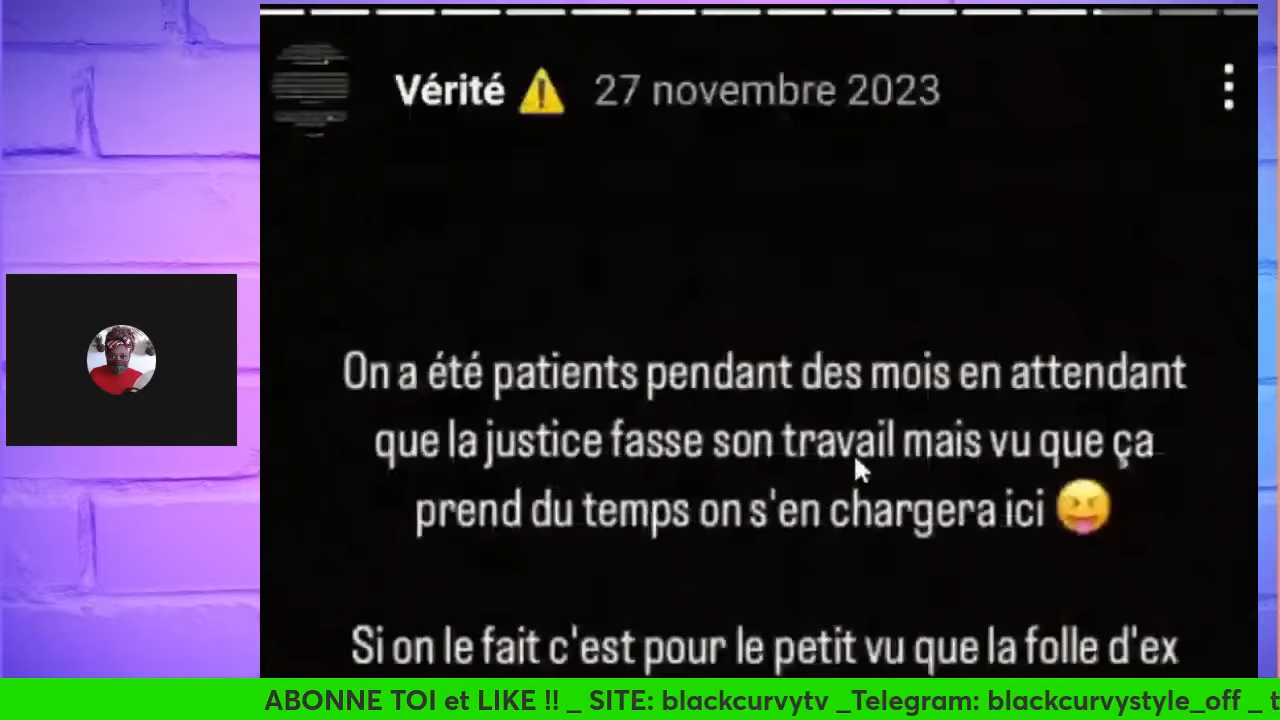 Vérité ⚠️ 27 novembre 2023
On a été patients pendant des mois en attendant
que la justice fasse son travail mais vu que ça
prend du temps on s'en chargera ici 😝
Si on le fait c'est pour le petit vu que la folle d'ex
ABONNE TOI et LIKE !! _ SITE: blackcurvytv _Telegram: blackcurvystyle_off _ t